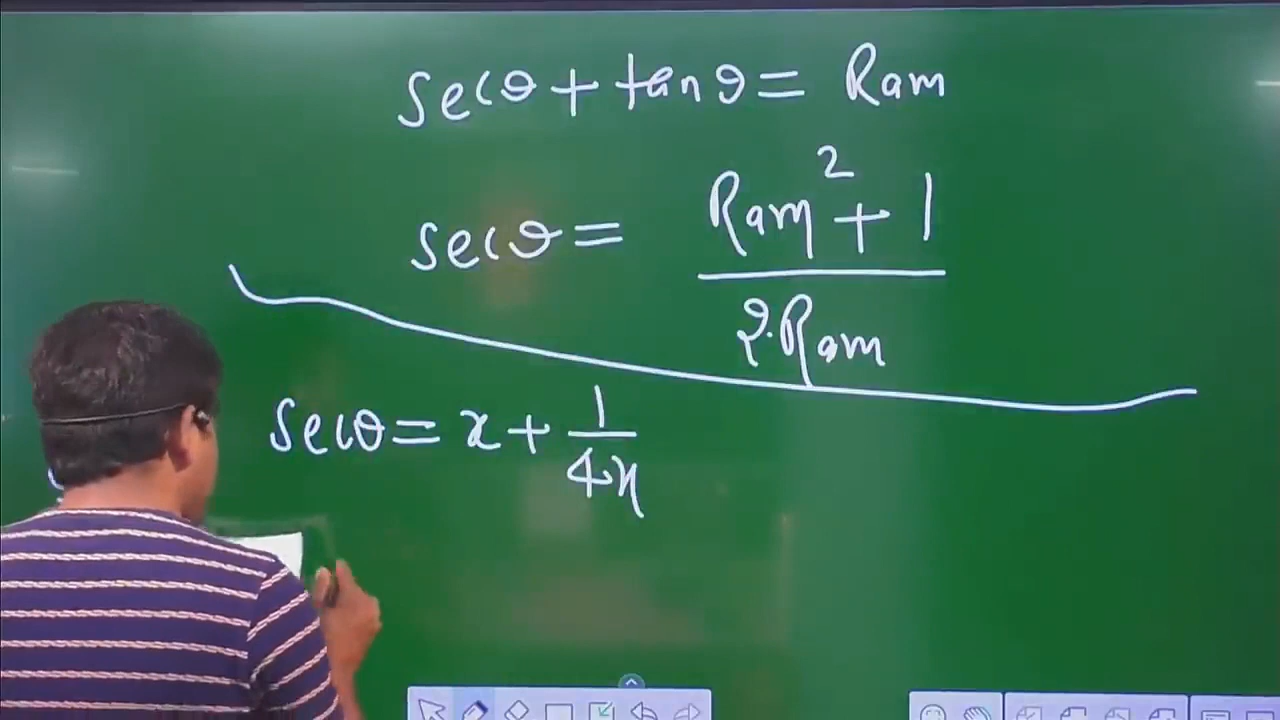 secθ + tanθ = Ram
secθ = (Ram² + 1) / (2·Ram)
secθ = x + 1/(4x)